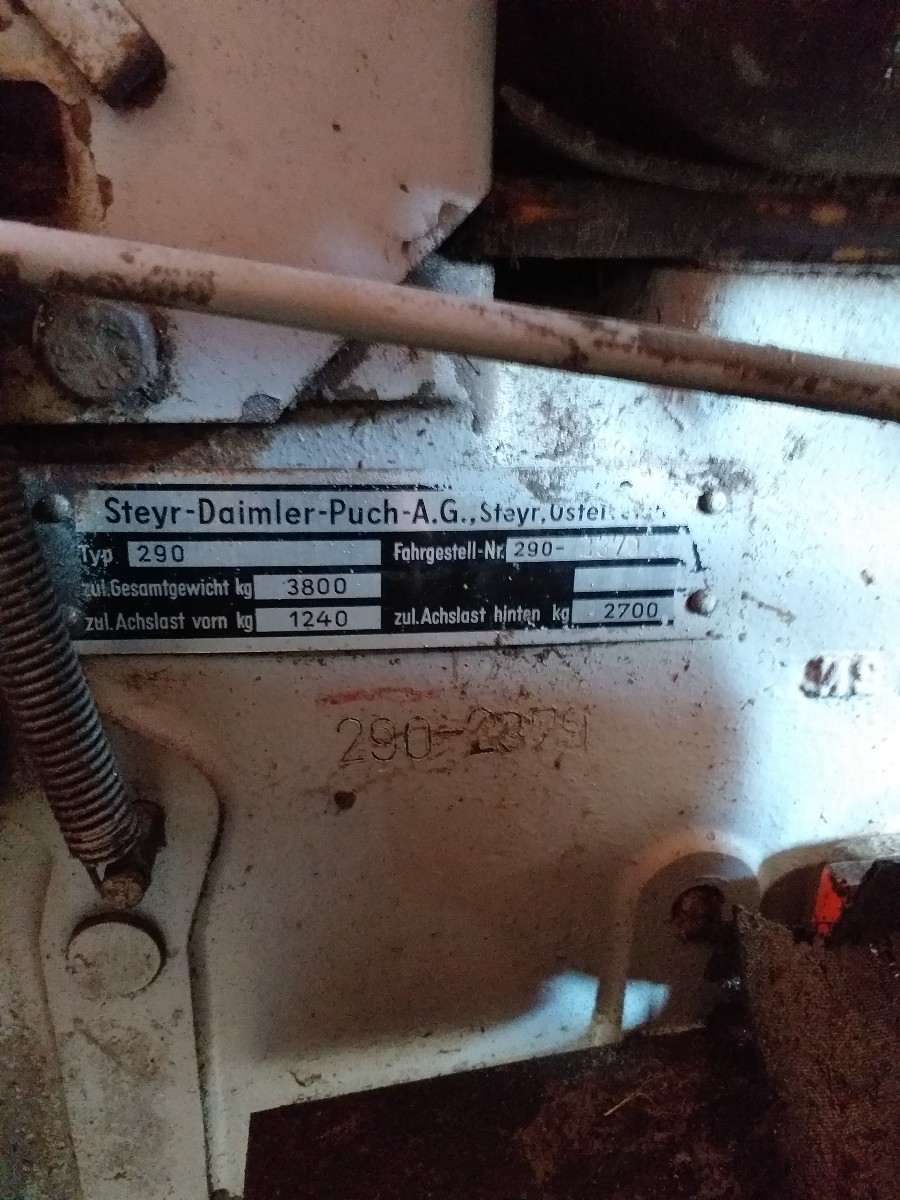 Steyr-Daimler-Puch-A.G., Steyr,
Typ 290 Fahrgestell-Nr. 290-
zul.Gesamtgewicht kg 3800
zul.Achslast vorn kg 1240 zul.Achslast hinten kg 2700
290-2379